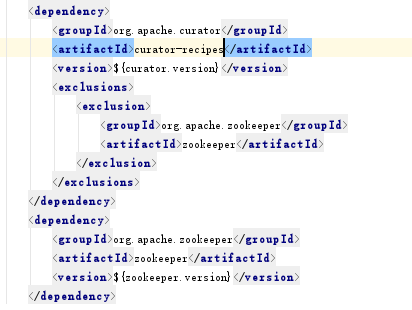 <dependency>
<groupId>org.apache.curator</groupId>
<artifactId>curator-recipes</artifactId>
<version>${curator.version}</version>
<exclusions>
<exclusion>
<groupId>org.apache.zookeeper</groupId>
<artifactId>zookeeper</artifactId>
</exclusion>
</exclusions>
</dependency>
<dependency>
<groupId>org.apache.zookeeper</groupId>
<artifactId>zookeeper</artifactId>
<version>${zookeeper.version}</version>
</dependency>